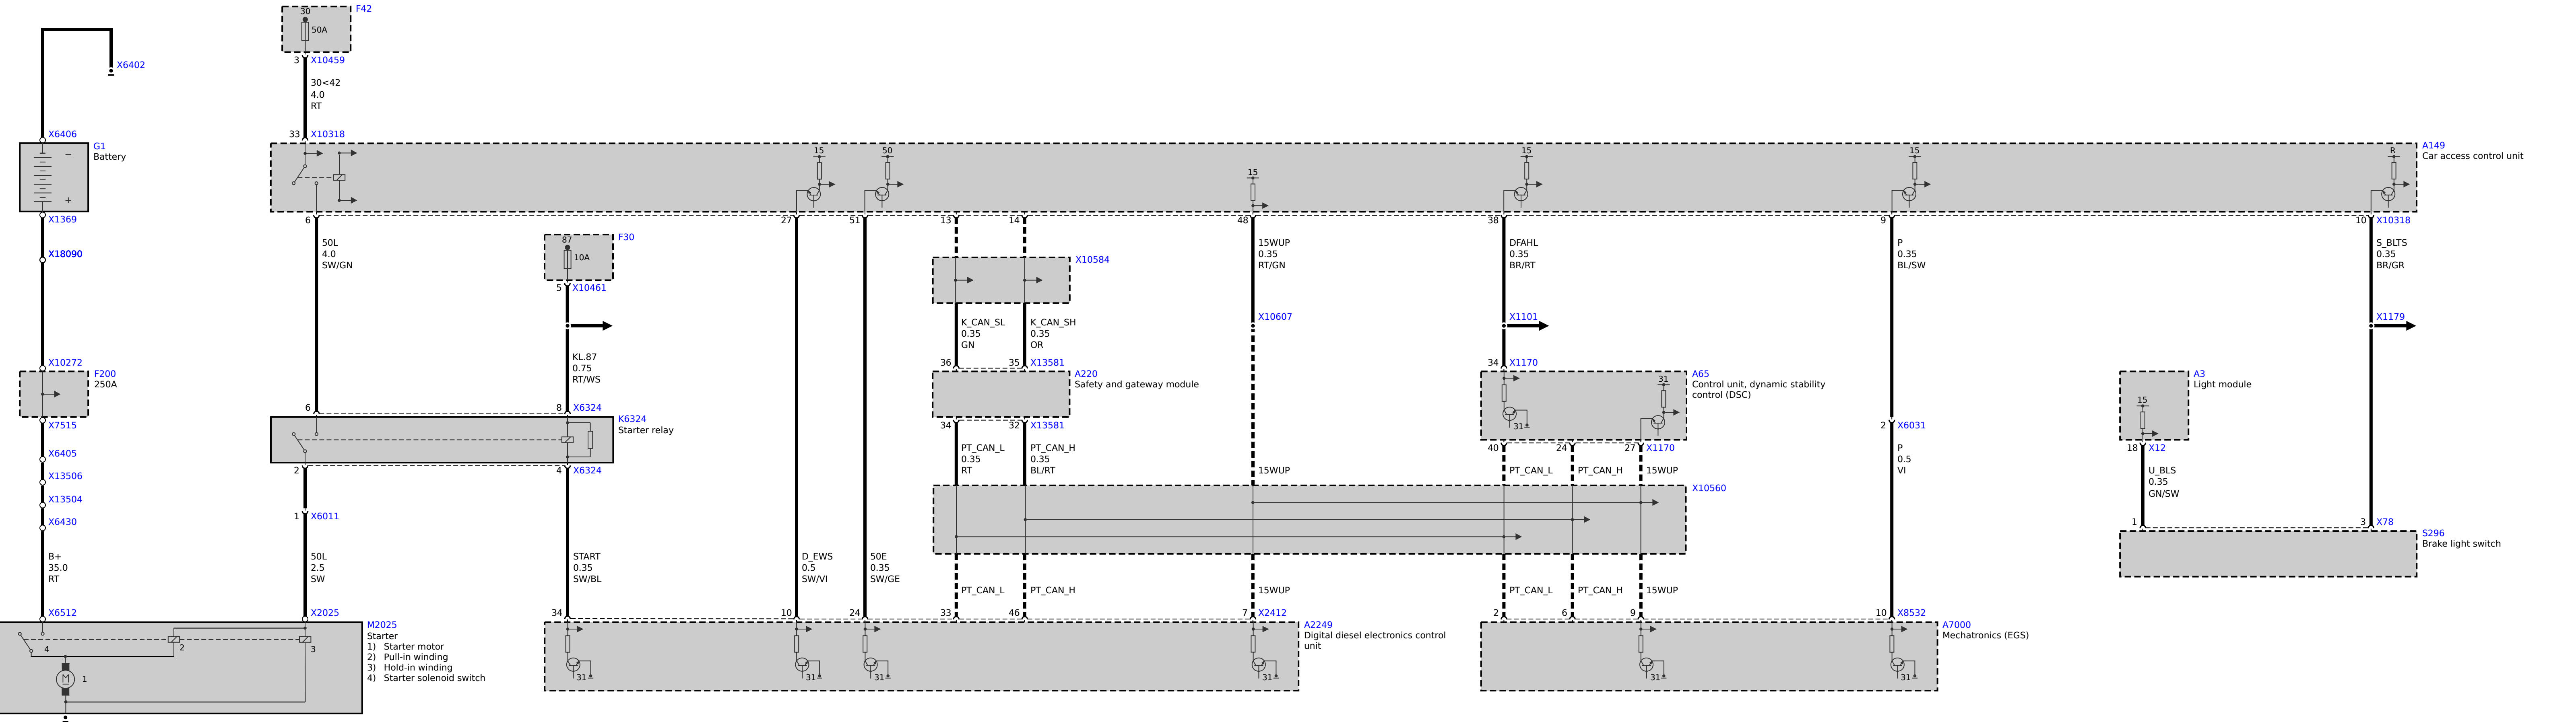 30
F42
50A
X6402
3 X10459
30<42
4.0
RT
X6406
33 X10318
G1
Battery
−
+
15
50
15
15
15
R
A149
Car access control unit
X1369
6
27
51
13
14
48
38
9
10 X10318
X18090
50L
4.0
SW/GN
87
F30
10A
5 X10461
X10584
15WUP
0.35
RT/GN
DFAHL
0.35
BR/RT
P
0.35
BL/SW
S_BLTS
0.35
BR/GR
K_CAN_SL
0.35
GN
K_CAN_SH
0.35
OR
X10607
X1101
X1179
KL.87
0.75
RT/WS
X10272
F200
250A
36
35 X13581
34 X1170
A220
Safety and gateway module
31
31
A65
Control unit, dynamic stability
control (DSC)
15
A3
Light module
6
8 X6324
K6324
Starter relay
X7515
34
32 X13581
2 X6031
X6405
X13506
X13504
X6430
2
4 X6324
PT_CAN_L
0.35
RT
PT_CAN_H
0.35
BL/RT
15WUP
40
24
27 X1170
PT_CAN_L
PT_CAN_H
15WUP
P
0.5
VI
18 X12
U_BLS
0.35
GN/SW
X10560
1 X6011
1
3 X78
S296
Brake light switch
B+
35.0
RT
50L
2.5
SW
START
0.35
SW/BL
D_EWS
0.5
SW/VI
50E
0.35
SW/GE
PT_CAN_L
PT_CAN_H
15WUP
PT_CAN_L
PT_CAN_H
15WUP
X6512
X2025
34
10
24
33
46
7 X2412
2
6
9
10 X8532
M2025
Starter
1) Starter motor
2) Pull-in winding
3) Hold-in winding
4) Starter solenoid switch
4
2
3
M
1
31
31
31
31
A2249
Digital diesel electronics control
unit
31
31
A7000
Mechatronics (EGS)